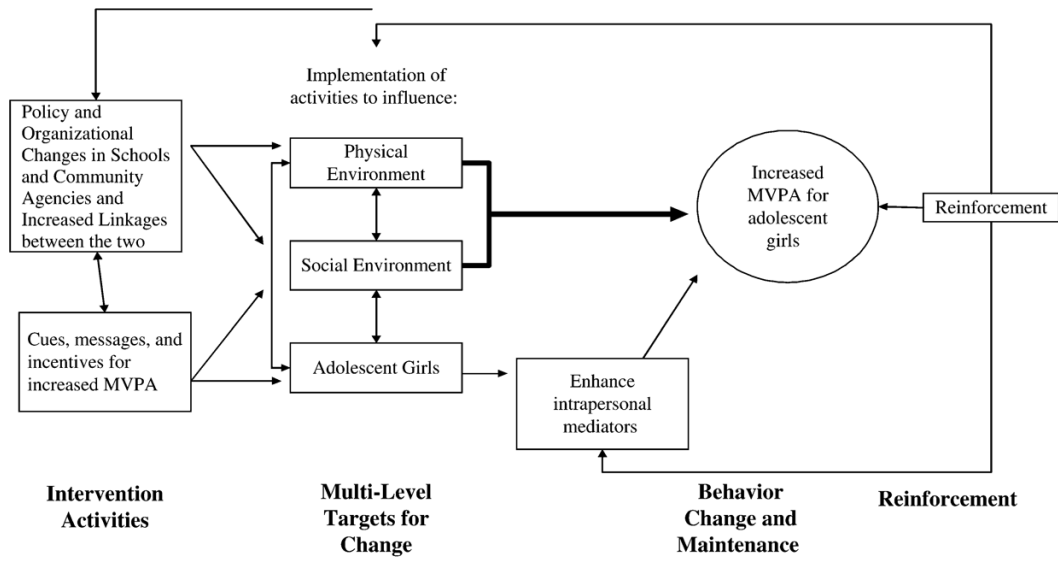 Implementation of
activities to influence:
Policy and
Organizational
Changes in Schools
and Community
Agencies and
Increased Linkages
between the two
Cues, messages, and
incentives for
increased MVPA
Physical
Environment
Social Environment
Adolescent Girls
Enhance
intrapersonal
mediators
Increased
MVPA for
adolescent
girls
Reinforcement
Intervention
Activities
Multi-Level
Targets for
Change
Behavior
Change and
Maintenance
Reinforcement